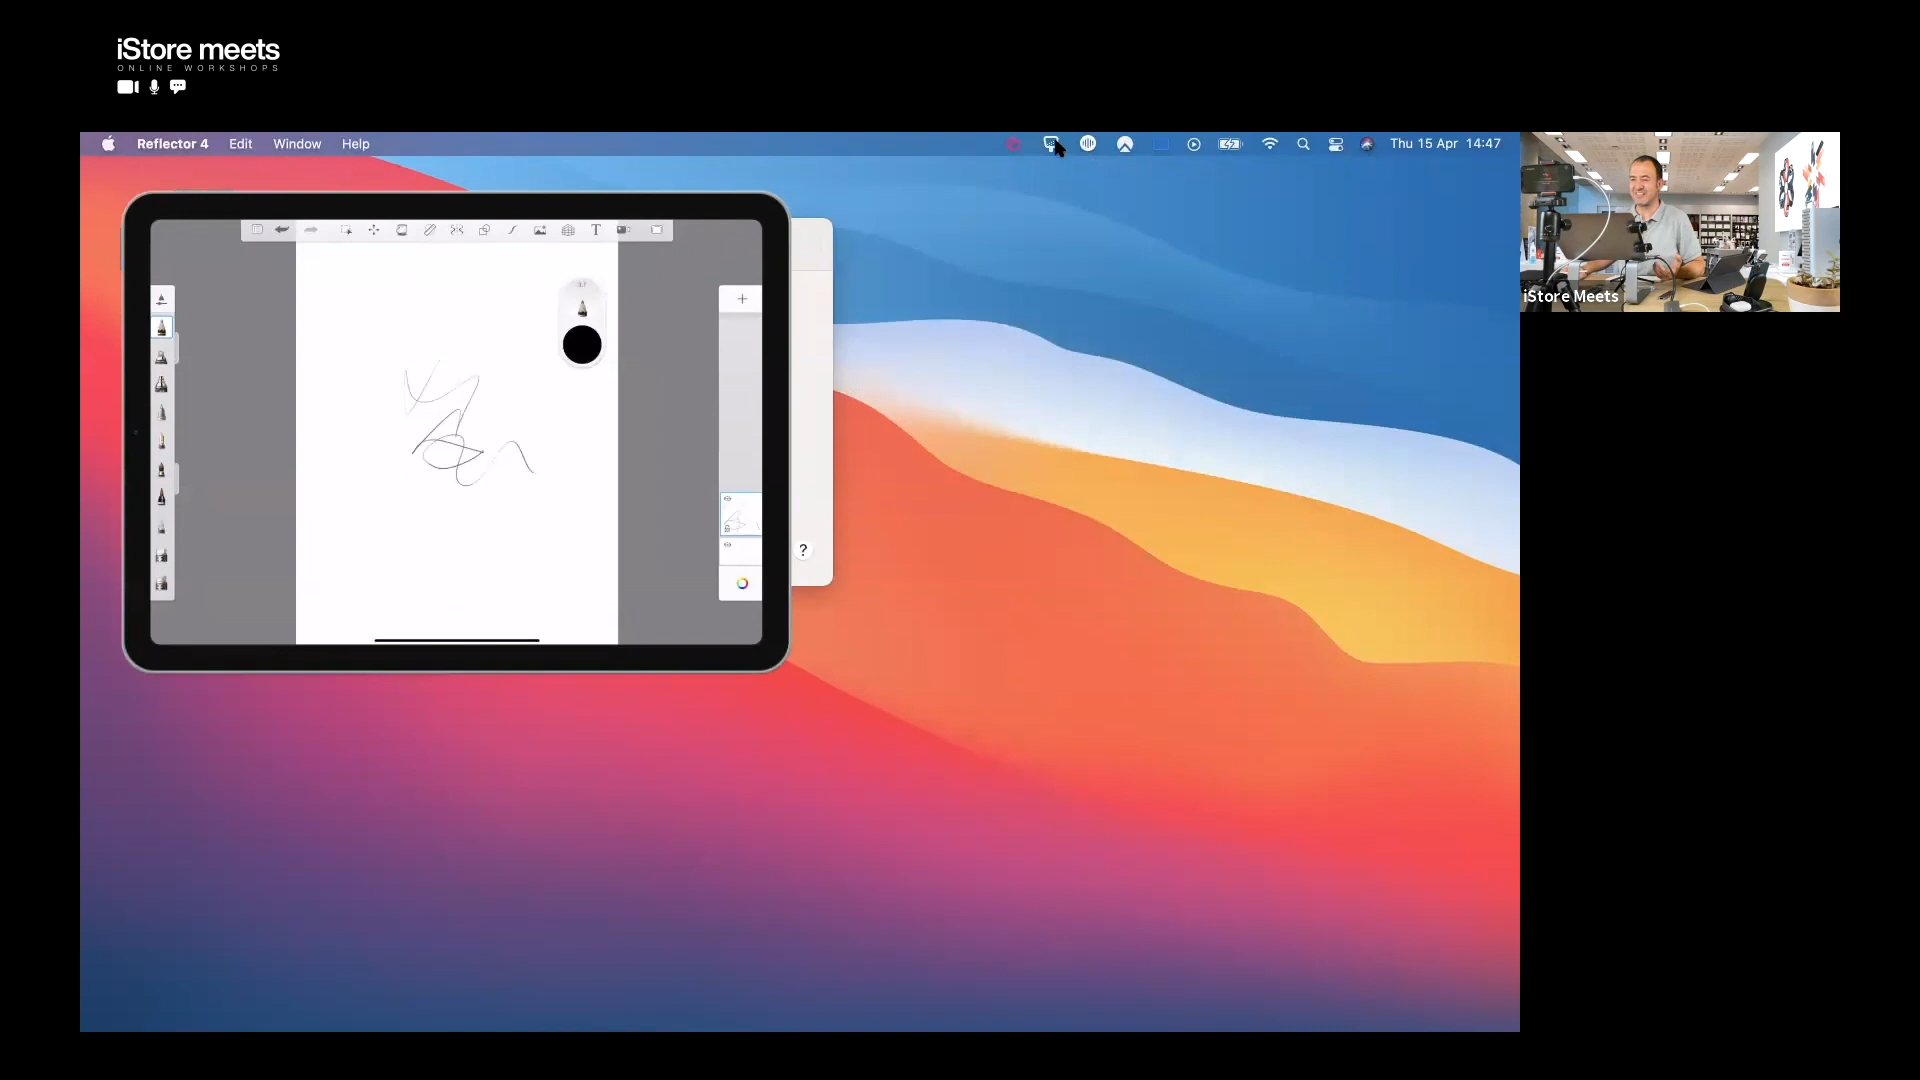 iStore meets
ONLINE WORKSHOPS
Reflector 4 Edit Window Help Thu 15 Apr 14:47
T
+
?
iStore Meets